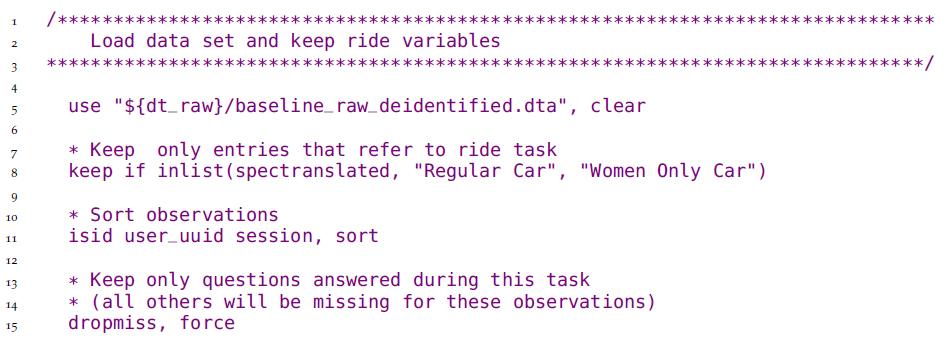 1 /*********************************************************************************
2 Load data set and keep ride variables
3 *********************************************************************************/
4
5 use "${dt_raw}/baseline_raw_deidentified.dta", clear
6
7 * Keep  only entries that refer to ride task
8 keep if inlist(spectranslated, "Regular Car", "Women Only Car")
9
10 * Sort observations
11 isid user_uuid session, sort
12
13 * Keep only questions answered during this task
14 * (all others will be missing for these observations)
15 dropmiss, force